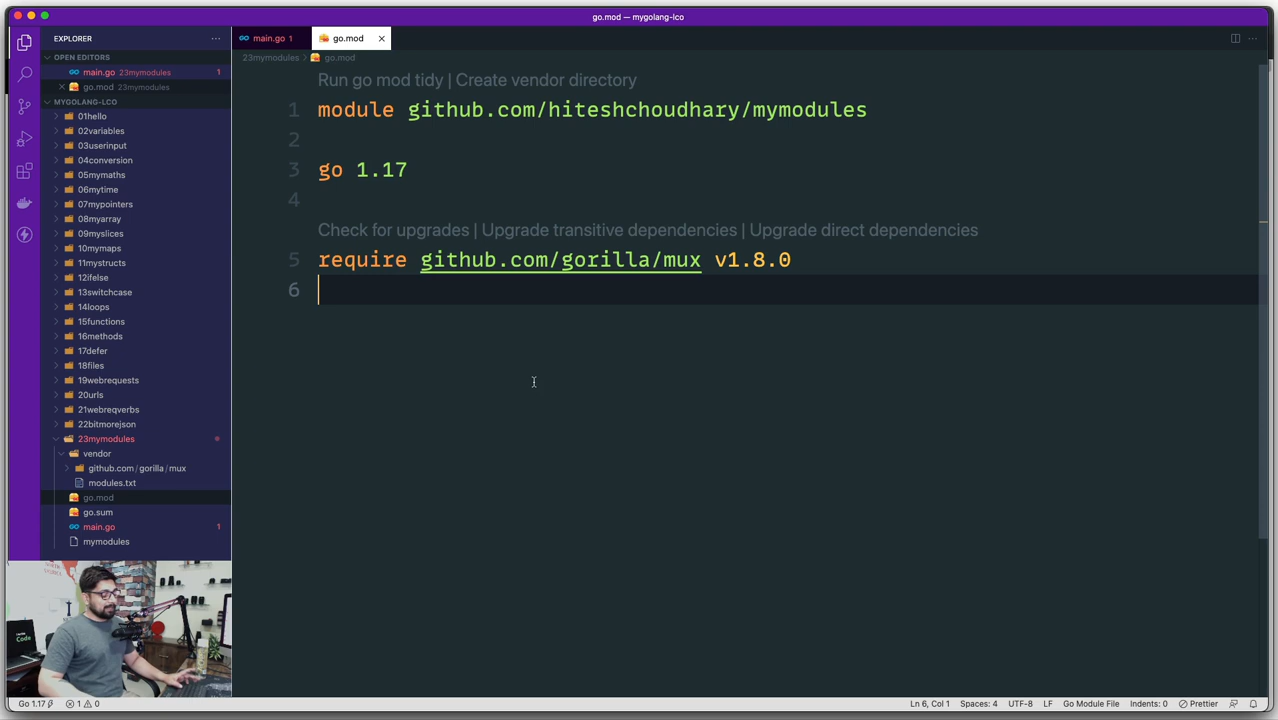 go.mod — mygolang-lco
EXPLORER
main.go 1
go.mod
OPEN EDITORS
23mymodules > go.mod
main.go 23mymodules 1
go.mod 23mymodules
MYGOLANG-LCO
01hello
02variables
03userinput
04conversion
05mymaths
06mytime
07mypointers
08myarray
09myslices
10mymaps
11mystructs
12ifelse
13switchcase
14loops
15functions
16methods
17defer
18files
19webrequests
20urls
21webreqverbs
22bitmorejson
23mymodules
vendor
github.com / gorilla / mux
modules.txt
go.mod
go.sum
main.go 1
mymodules
Run go mod tidy | Create vendor directory
1 module github.com/hiteshchoudhary/mymodules
2
3 go 1.17
4
Check for upgrades | Upgrade transitive dependencies | Upgrade direct dependencies
5 require github.com/gorilla/mux v1.8.0
6
Code
Go 1.17 1 0
Ln 6, Col 1 Spaces: 4 UTF-8 LF Go Module File Indents: 0 Prettier